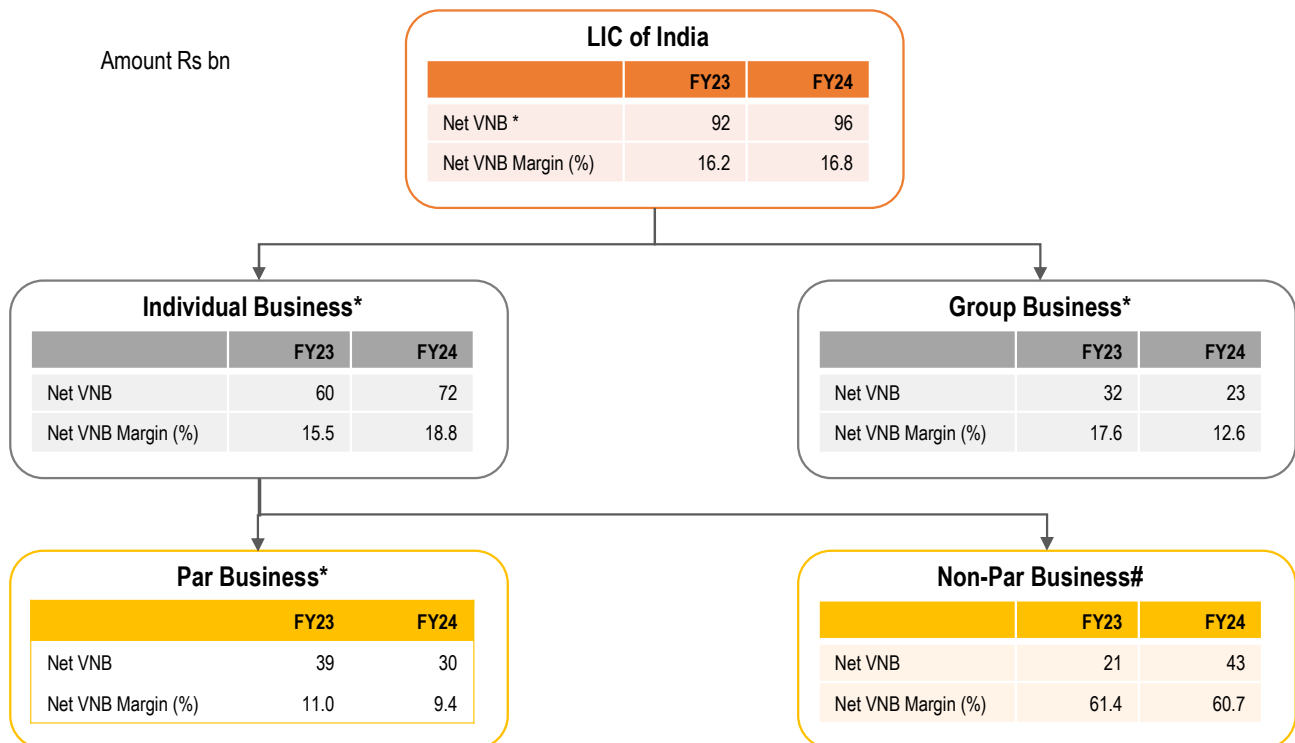 Amount Rs bn
LIC of India
FY23 FY24
Net VNB * 92 96
Net VNB Margin (%) 16.2 16.8
Individual Business*
FY23 FY24
Net VNB 60 72
Net VNB Margin (%) 15.5 18.8
Group Business*
FY23 FY24
Net VNB 32 23
Net VNB Margin (%) 17.6 12.6
Par Business*
FY23 FY24
Net VNB 39 30
Net VNB Margin (%) 11.0 9.4
Non-Par Business#
FY23 FY24
Net VNB 21 43
Net VNB Margin (%) 61.4 60.7